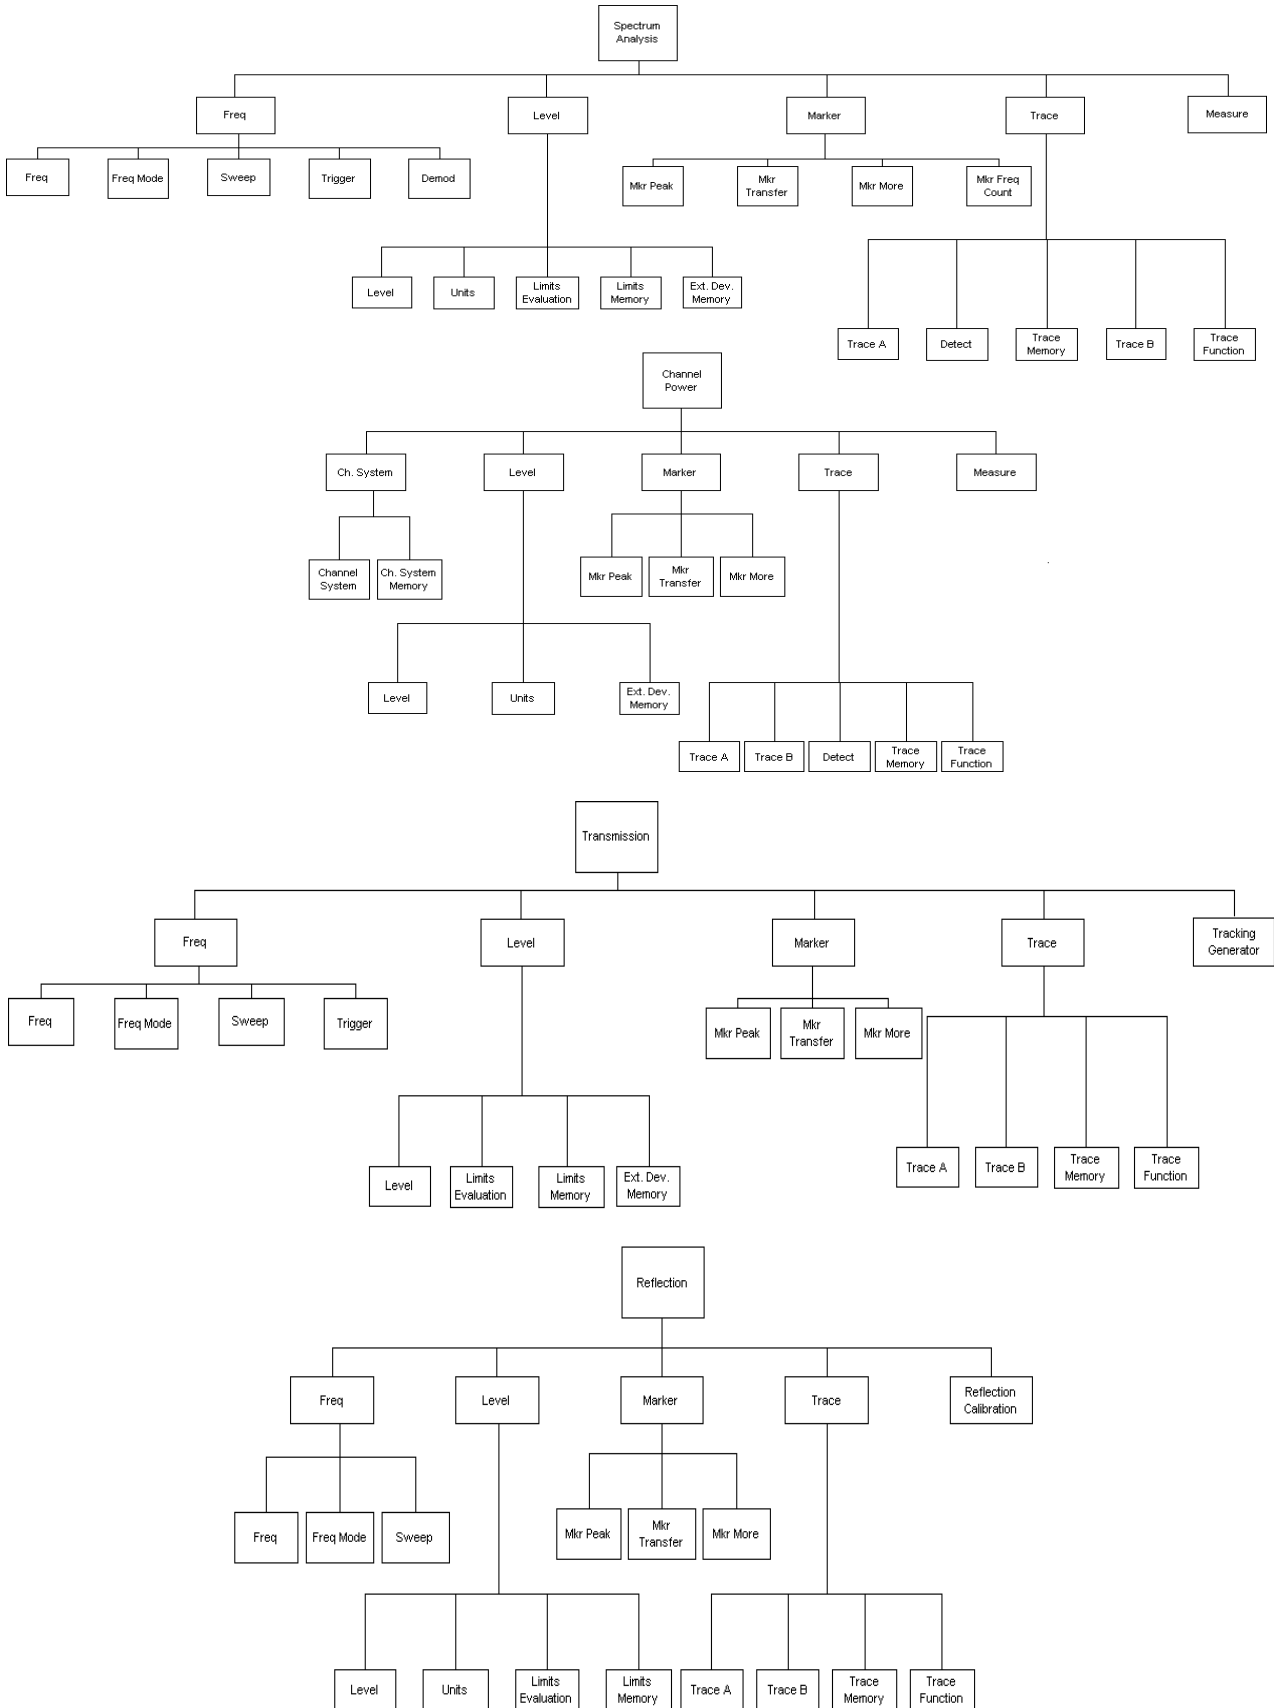 Spectrum
Analysis
Freq
Level
Marker
Trace
Measure
Freq
Freq Mode
Sweep
Trigger
Demod
Mkr Peak
Mkr
Transfer
Mkr More
Mkr Freq
Count
Level
Units
Limits
Evaluation
Limits
Memory
Ext. Dev.
Memory
Trace A
Detect
Trace
Memory
Trace B
Trace
Function
Channel
Power
Ch. System
Level
Marker
Trace
Measure
Channel
System
Ch. System
Memory
Mkr Peak
Mkr
Transfer
Mkr More
Level
Units
Ext. Dev.
Memory
Trace A
Trace B
Detect
Trace
Memory
Trace
Function
Transmission
Freq
Level
Marker
Trace
Tracking
Generator
Freq
Freq Mode
Sweep
Trigger
Mkr Peak
Mkr
Transfer
Mkr More
Level
Limits
Evaluation
Limits
Memory
Ext. Dev.
Memory
Trace A
Trace B
Trace
Memory
Trace
Function
Reflection
Freq
Level
Marker
Trace
Reflection
Calibration
Freq
Freq Mode
Sweep
Mkr Peak
Mkr
Transfer
Mkr More
Level
Units
Limits
Evaluation
Limits
Memory
Trace A
Trace B
Trace
Memory
Trace
Function